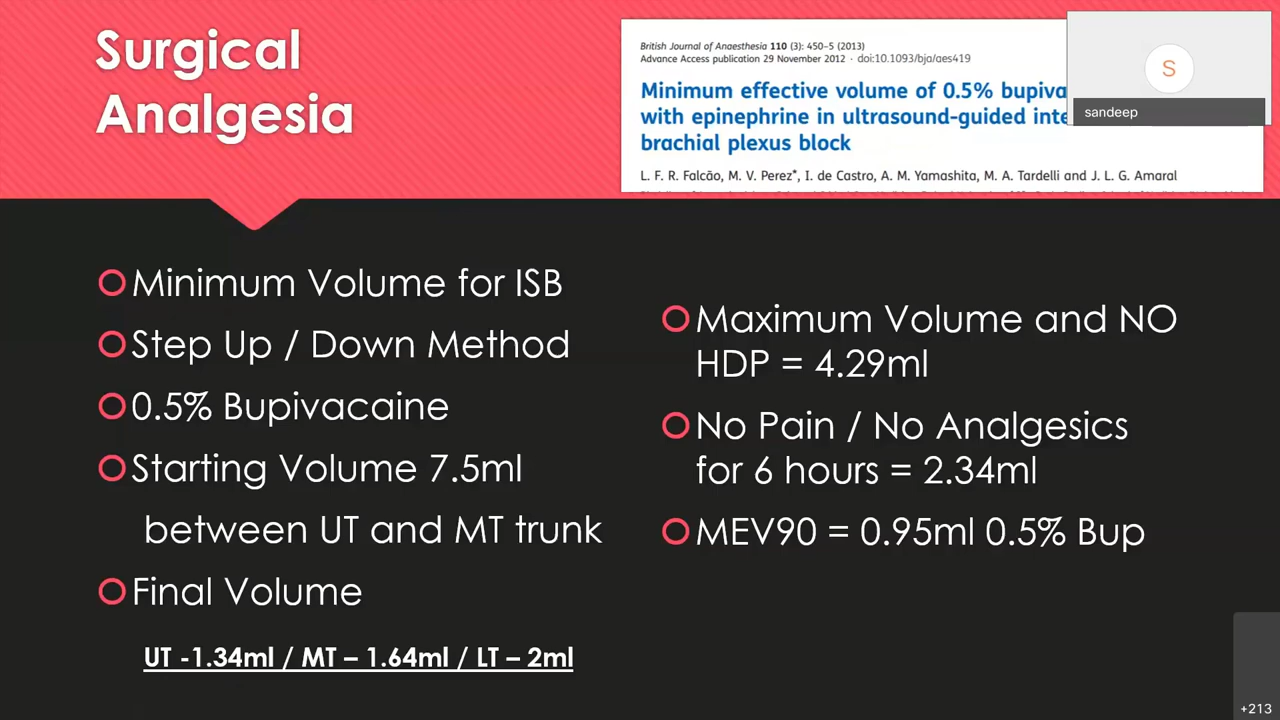 Surgical
Analgesia
British Journal of Anaesthesia 110 (3): 450–5 (2013)
Advance Access publication 29 November 2012 · doi:10.1093/bja/aes419
Minimum effective volume of 0.5%
with epinephrine in ultrasound-guided
brachial plexus block
L. F. R. Falcão, M. V. Perez*, I. de Castro, A. M. Yamashita, M. A. Tardelli and J. L. G. Amaral
S
sandeep
Minimum Volume for ISB
Step Up / Down Method
0.5% Bupivacaine
Starting Volume 7.5ml
between UT and MT trunk
Final Volume
UT -1.34ml / MT – 1.64ml / LT – 2ml
Maximum Volume and NO
HDP = 4.29ml
No Pain / No Analgesics
for 6 hours = 2.34ml
MEV90 = 0.95ml 0.5% Bup
+213